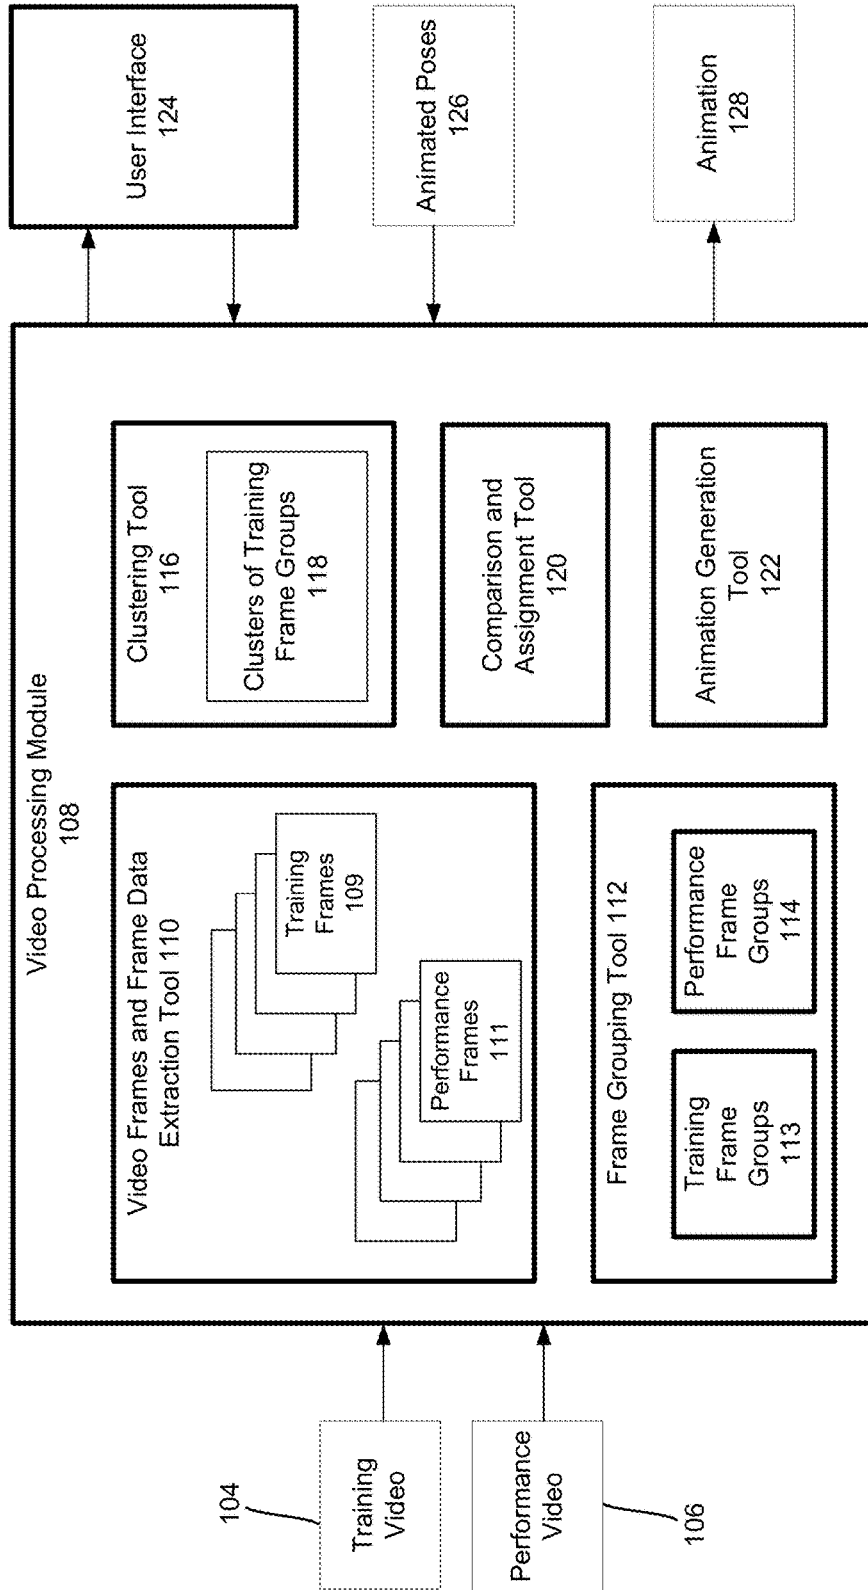 104
Training
Video
Performance
Video
106
Video Processing Module
108
Video Frames and Frame Data
Extraction Tool 110
Training
Frames
109
Performance
Frames
111
Frame Grouping Tool 112
Training
Frame
Groups
113
Performance
Frame
Groups
114
Clustering Tool
116
Clusters of Training
Frame Groups
118
Comparison and
Assignment Tool
120
Animation Generation
Tool
122
User Interface
124
Animated Poses
126
Animation
128